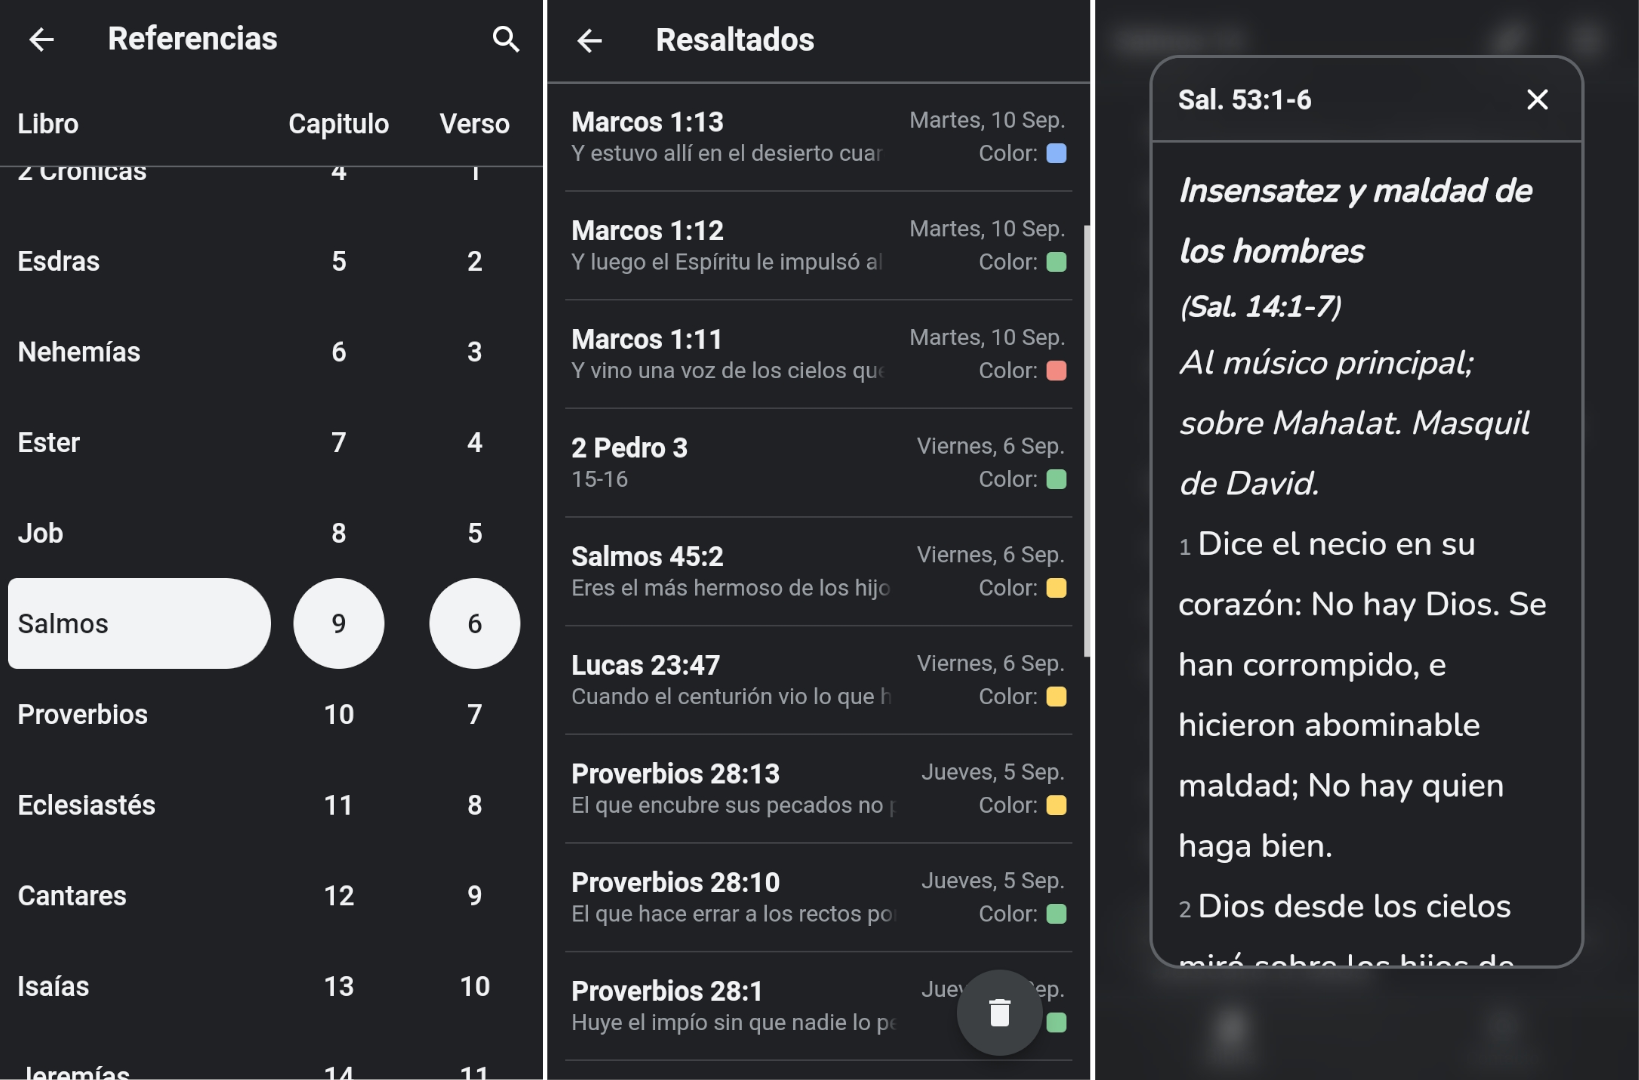 Referencias
Libro Capitulo Verso
2 Crónicas 4 1
Esdras 5 2
Nehemías 6 3
Ester 7 4
Job 8 5
Salmos 9 6
Proverbios 10 7
Eclesiastés 11 8
Cantares 12 9
Isaías 13 10
Jeremías 14 11
Resaltados
Marcos 1:13 Martes, 10 Sep.
Y estuvo allí en el desierto cuar Color:
Marcos 1:12 Martes, 10 Sep.
Y luego el Espíritu le impulsó al Color:
Marcos 1:11 Martes, 10 Sep.
Y vino una voz de los cielos que Color:
2 Pedro 3 Viernes, 6 Sep.
15-16 Color:
Salmos 45:2 Viernes, 6 Sep.
Eres el más hermoso de los hijo Color:
Lucas 23:47 Viernes, 6 Sep.
Cuando el centurión vio lo que h Color:
Proverbios 28:13 Jueves, 5 Sep.
El que encubre sus pecados no p Color:
Proverbios 28:10 Jueves, 5 Sep.
El que hace errar a los rectos por Color:
Proverbios 28:1 Juev ep.
Huye el impío sin que nadie lo pe
Sal. 53:1-6
Insensatez y maldad de
los hombres
(Sal. 14:1-7)
Al músico principal;
sobre Mahalat. Masquil
de David.
1 Dice el necio en su
corazón: No hay Dios. Se
han corrompido, e
hicieron abominable
maldad; No hay quien
haga bien.
2 Dios desde los cielos
miró sobre los hijos de